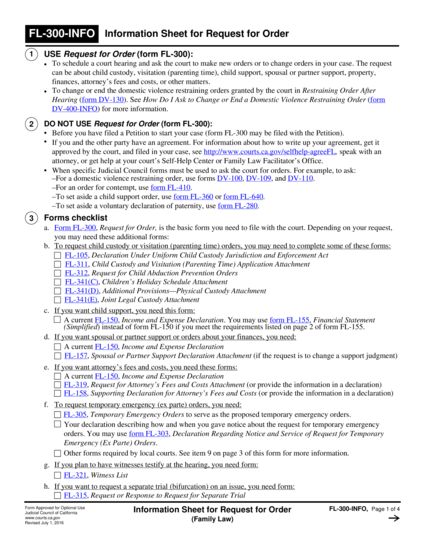 FL-300-INFO Information Sheet for Request for Order
1 USE Request for Order (form FL-300):
• To schedule a court hearing and ask the court to make new orders or to change orders in your case. The request
can be about child custody, visitation (parenting time), child support, spousal or partner support, property,
finances, attorney's fees and costs, or other matters.
• To change or end the domestic violence restraining orders granted by the court in Restraining Order After
Hearing (form DV-130). See How Do I Ask to Change or End a Domestic Violence Restraining Order (form
DV-400-INFO) for more information.
2 DO NOT USE Request for Order (form FL-300):
• Before you have filed a Petition to start your case (form FL-300 may be filed with the Petition).
• If you and the other party have an agreement. For information about how to write up your agreement, get it
approved by the court, and filed in your case, see http://www.courts.ca.gov/selfhelp-agreeFL, speak with an
attorney, or get help at your court's Self-Help Center or Family Law Facilitator's Office.
• When specific Judicial Council forms must be used to ask the court for orders. For example, to ask:
–For a domestic violence restraining order, use forms DV-100, DV-109, and DV-110.
–For an order for contempt, use form FL-410.
–To set aside a child support order, use form FL-360 or form FL-640.
–To set aside a voluntary declaration of paternity, use form FL-280.
3 Forms checklist
a. Form FL-300, Request for Order, is the basic form you need to file with the court. Depending on your request,
you may need these additional forms:
b. To request child custody or visitation (parenting time) orders, you may need to complete some of these forms:
FL-105, Declaration Under Uniform Child Custody Jurisdiction and Enforcement Act
FL-311, Child Custody and Visitation (Parenting Time) Application Attachment
FL-312, Request for Child Abduction Prevention Orders
FL-341(C), Children's Holiday Schedule Attachment
FL-341(D), Additional Provisions—Physical Custody Attachment
FL-341(E), Joint Legal Custody Attachment
c. If you want child support, you need this form:
A current FL-150, Income and Expense Declaration. You may use form FL-155, Financial Statement
(Simplified) instead of form FL-150 if you meet the requirements listed on page 2 of form FL-155.
d. If you want spousal or partner support or orders about your finances, you need:
A current FL-150, Income and Expense Declaration
FL-157, Spousal or Partner Support Declaration Attachment (if the request is to change a support judgment)
e. If you want attorney's fees and costs, you need these forms:
A current FL-150, Income and Expense Declaration
FL-319, Request for Attorney's Fees and Costs Attachment (or provide the information in a declaration)
FL-158, Supporting Declaration for Attorney's Fees and Costs (or provide the information in a declaration)
f. To request temporary emergency (ex parte) orders, you need:
FL-305, Temporary Emergency Orders to serve as the proposed temporary emergency orders.
Your declaration describing how and when you gave notice about the request for temporary emergency
orders. You may use form FL-303, Declaration Regarding Notice and Service of Request for Temporary
Emergency (Ex Parte) Orders.
Other forms required by local courts. See item 9 on page 3 of this form for more information.
g. If you plan to have witnesses testify at the hearing, you need form:
FL-321, Witness List
h. If you want to request a separate trial (bifurcation) on an issue, you need form:
FL-315, Request or Response to Request for Separate Trial
Form Approved for Optional Use
Judicial Council of California
www.courts.ca.gov
Revised July 1, 2016
Information Sheet for Request for Order
(Family Law)
FL-300-INFO, Page 1 of 4